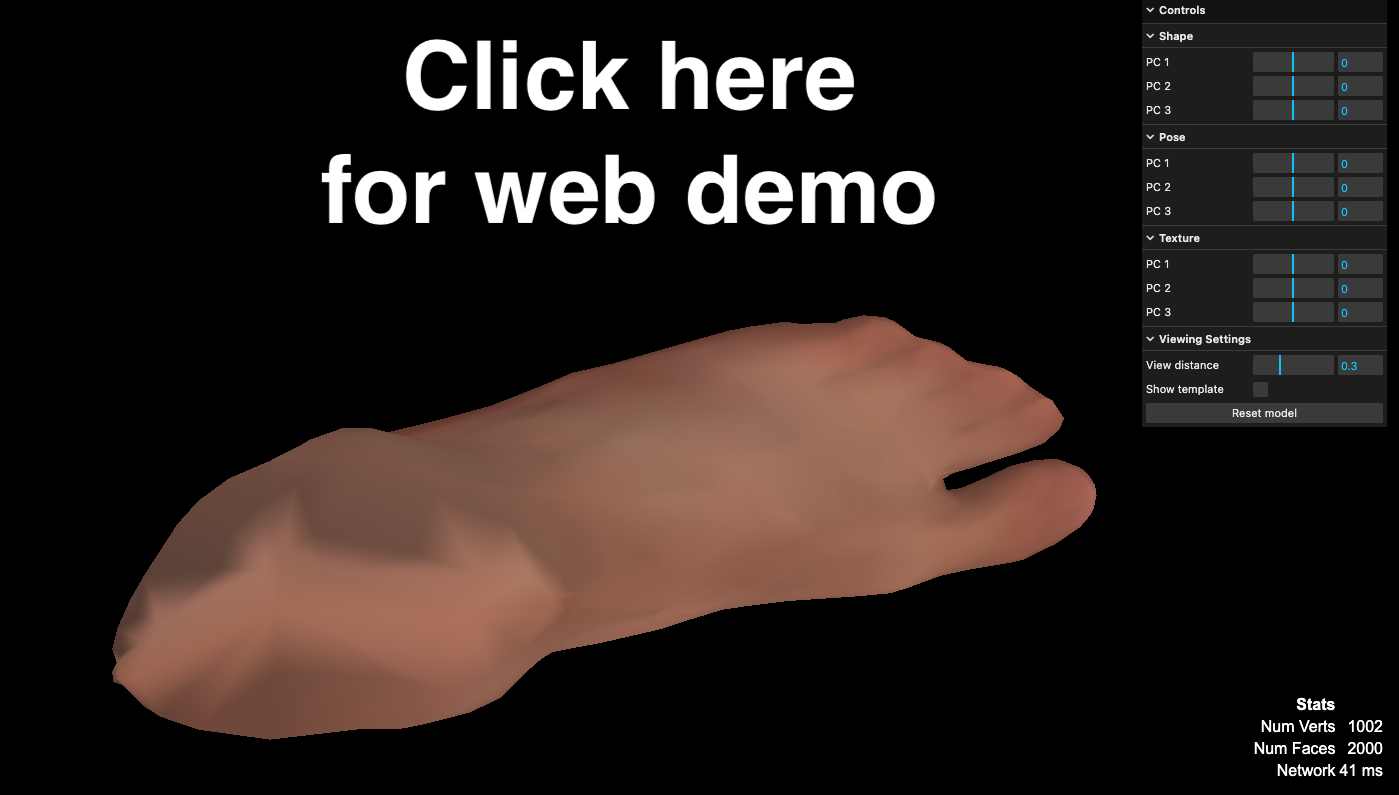 Click here
for web demo
Controls
Shape
PC 1 0
PC 2 0
PC 3 0
Pose
PC 1 0
PC 2 0
PC 3 0
Texture
PC 1 0
PC 2 0
PC 3 0
Viewing Settings
View distance 0.3
Show template
Reset model
Stats
Num Verts 1002
Num Faces 2000
Network 41 ms